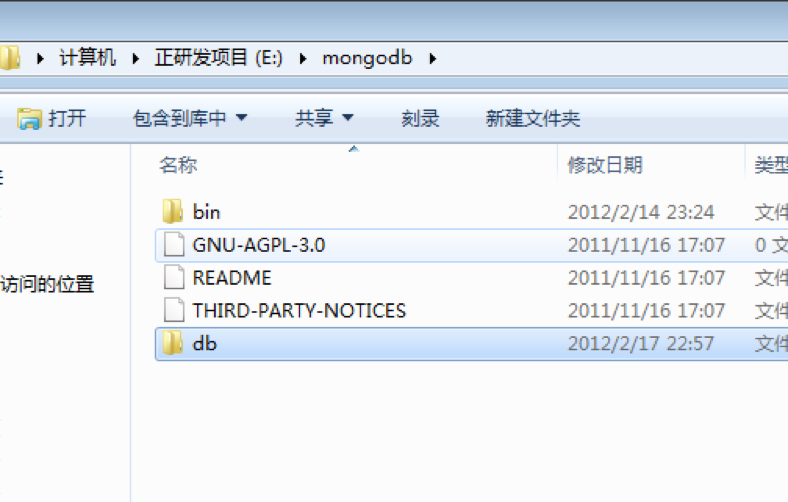 计算机 正研发项目 (E:) mongodb
打开 包含到库中 共享 刻录 新建文件夹
名称 修改日期 类型
bin 2012/2/14 23:24 文件
GNU-AGPL-3.0 2011/11/16 17:07 0 文
README 2011/11/16 17:07 文件
访问的位置
THIRD-PARTY-NOTICES 2011/11/16 17:07 文件
db 2012/2/17 22:57 文件